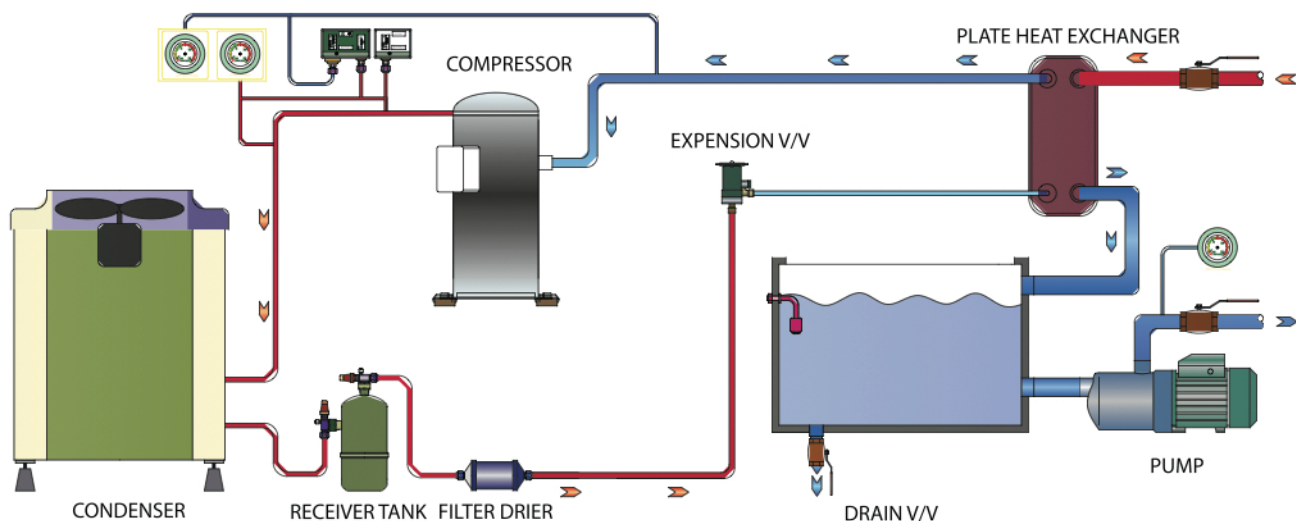 PLATE HEAT EXCHANGER
COMPRESSOR
EXPENSION V/V
PUMP
CONDENSER
RECEIVER TANK
FILTER DRIER
DRAIN V/V